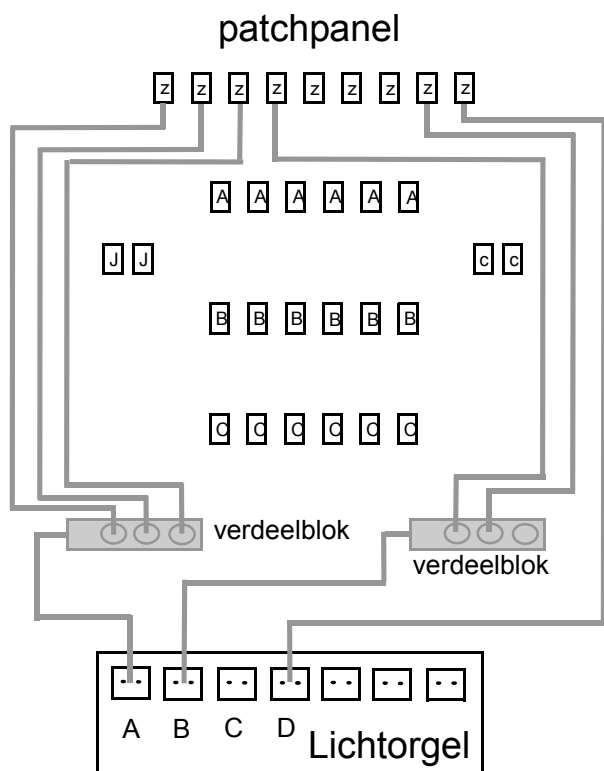 patchpanel
z z z z z z z z z
A A A A A A
J J c c
B B B B B B
C C C C C C
verdeelblok
verdeelblok
A B C D
Lichtorgel